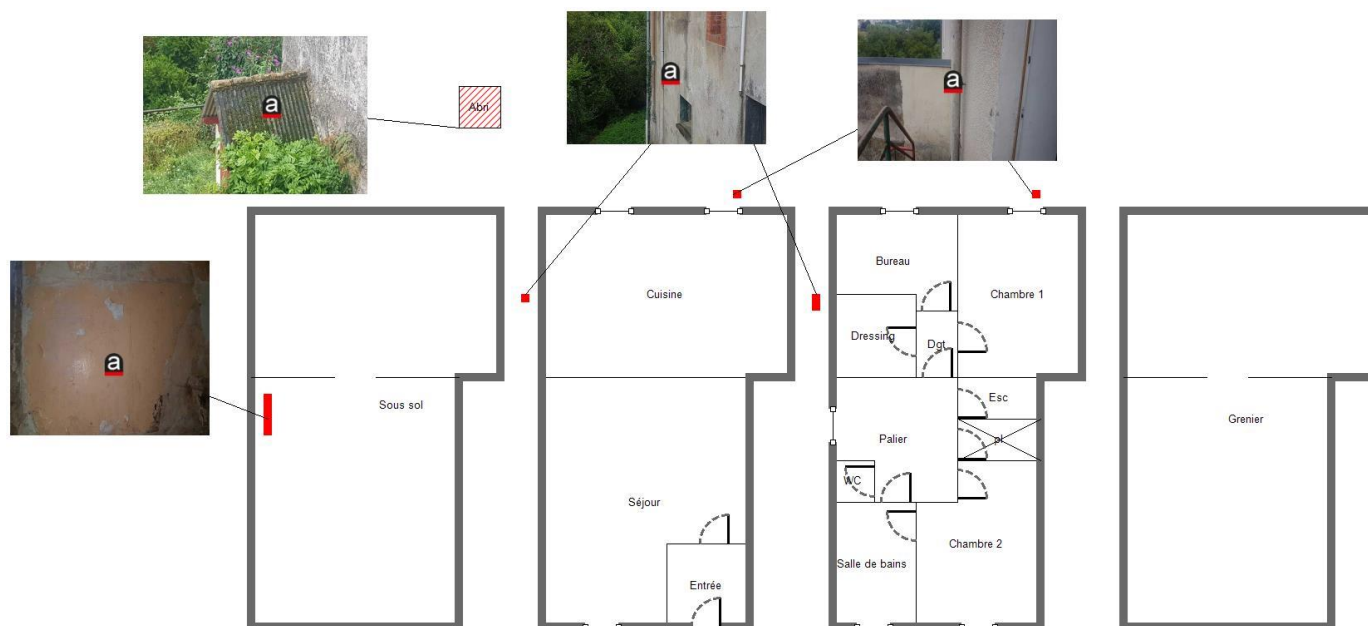 a
Abri
a
a
a
Sous sol
Cuisine
Séjour
Entrée
Bureau
Chambre 1
Dressing
Dgt
Esc
Palier
pl
WC
Chambre 2
Salle de bains
Grenier